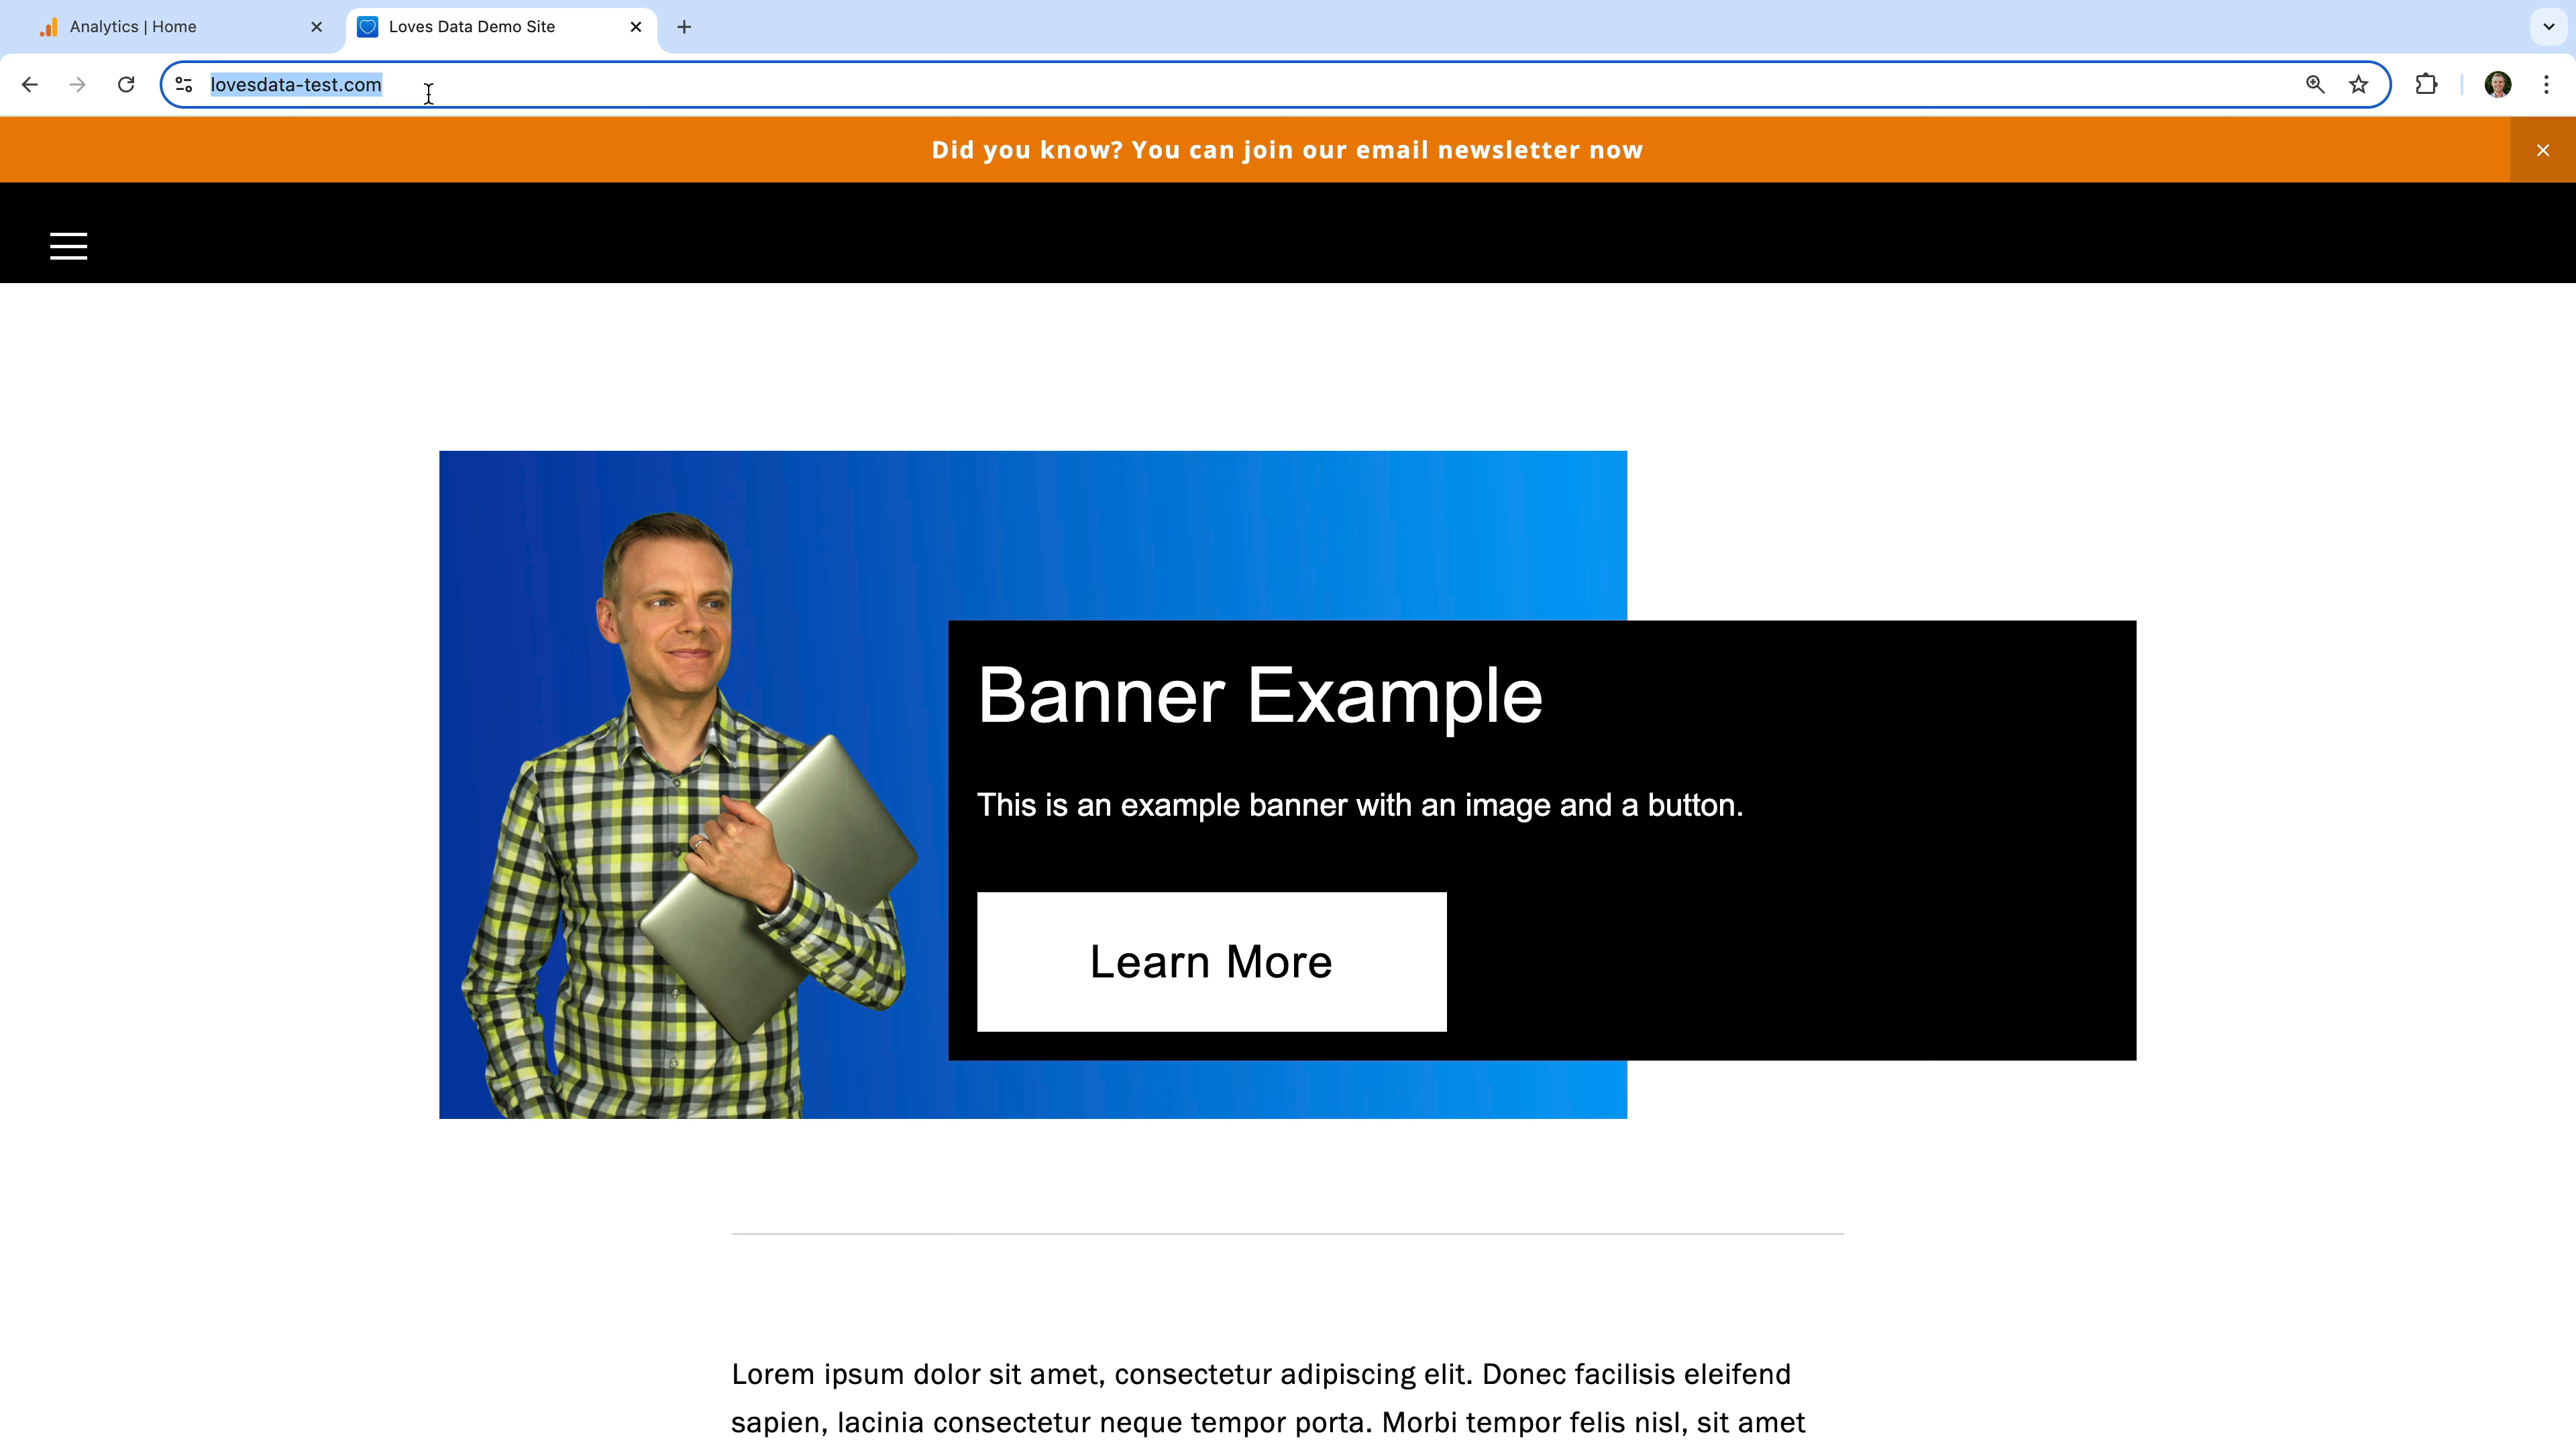 Analytics | Home
Loves Data Demo Site
lovesdata-test.com
Did you know? You can join our email newsletter now
Banner Example
This is an example banner with an image and a button.
Learn More
Lorem ipsum dolor sit amet, consectetur adipiscing elit. Donec facilisis eleifend
sapien, lacinia consectetur neque tempor porta. Morbi tempor felis nisl, sit amet